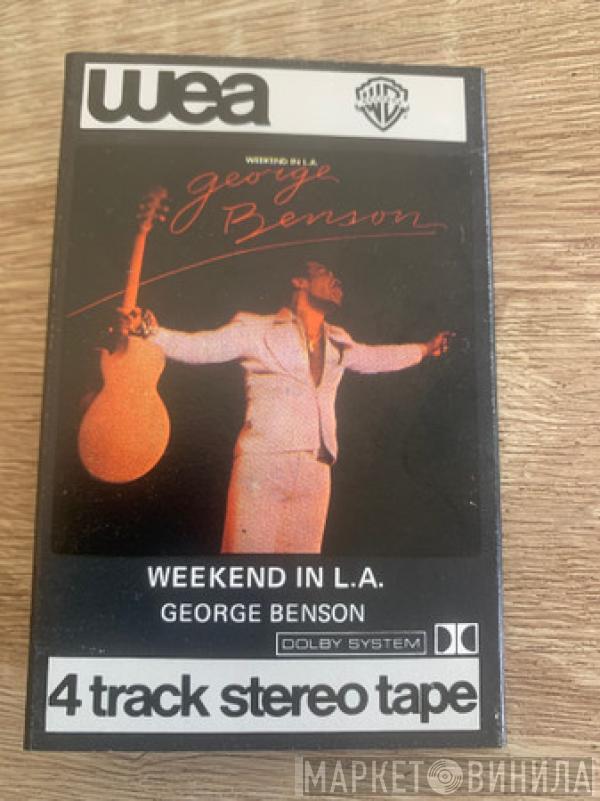 wea
WEEKEND IN L.A.
george
Benson
WEEKEND IN L.A.
GEORGE BENSON
DOLBY SYSTEM
4 track stereo tape
МАРКЕТ ВИНИЛА